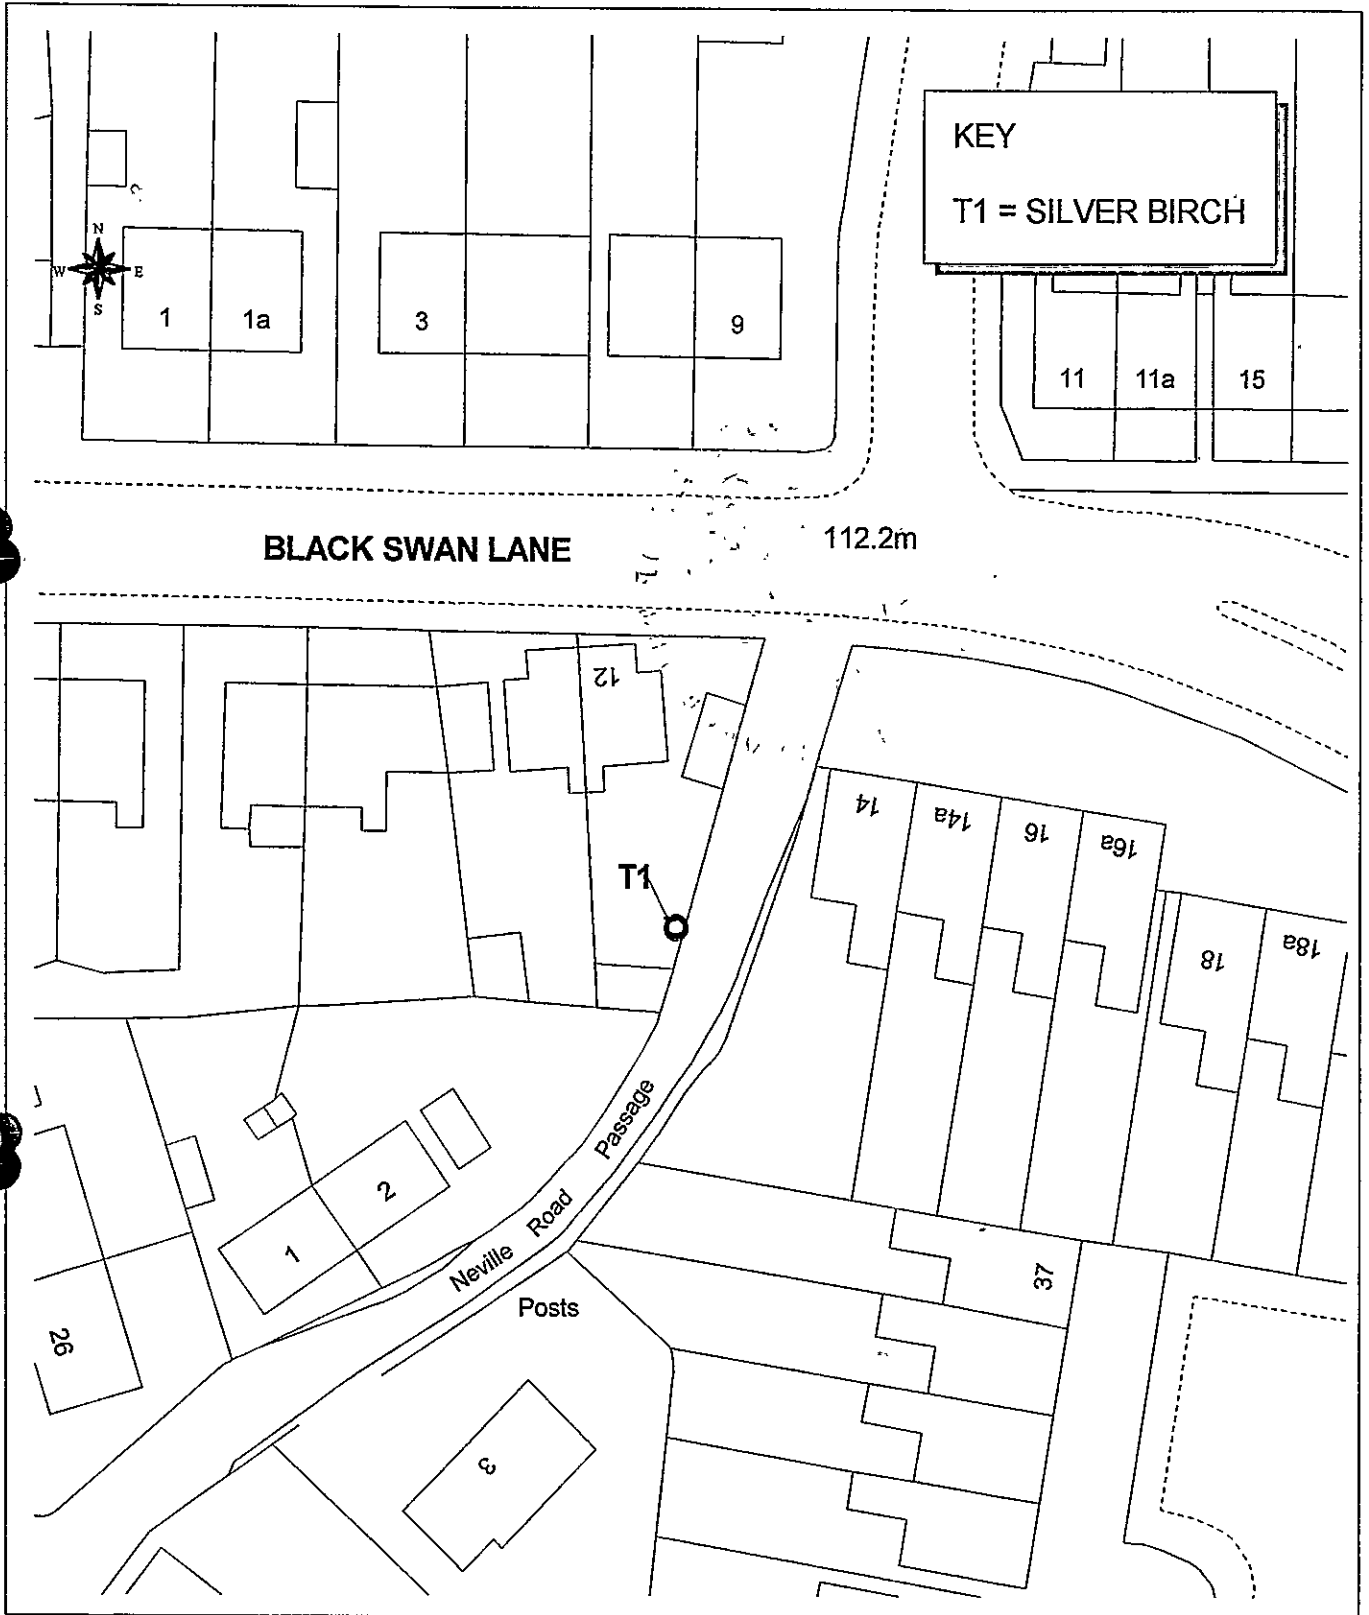 KEY
T1 = SILVER BIRCH
N
W E
S
1
1a
3
9
11
11a
15
BLACK SWAN LANE
112.2m
12
14
14a
16
16a
T1
18
18a
Neville Road Passage
2
1
37
Posts
26
3